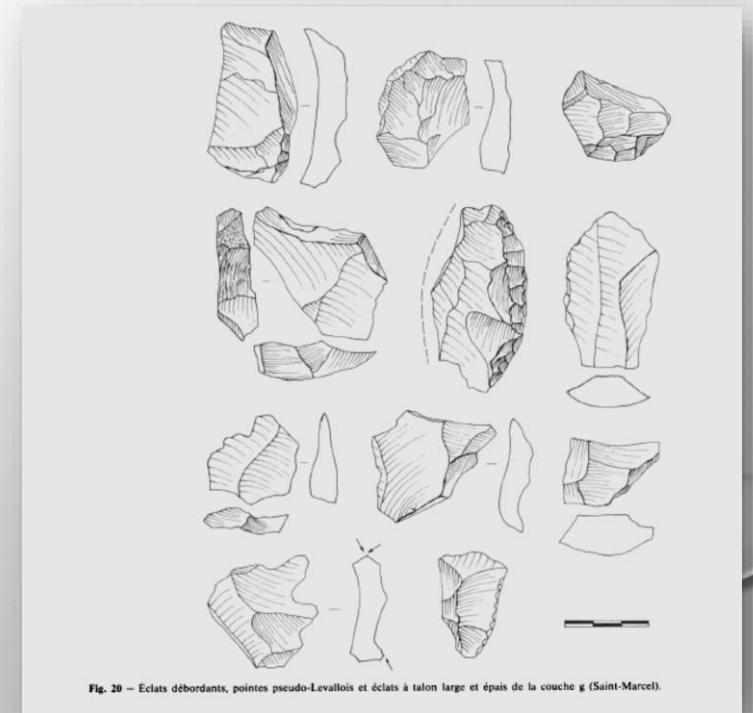 Fig. 20 — Éclats débordants, pointes pseudo-Levallois et éclats à talon large et épais de la couche g (Saint-Marcel).